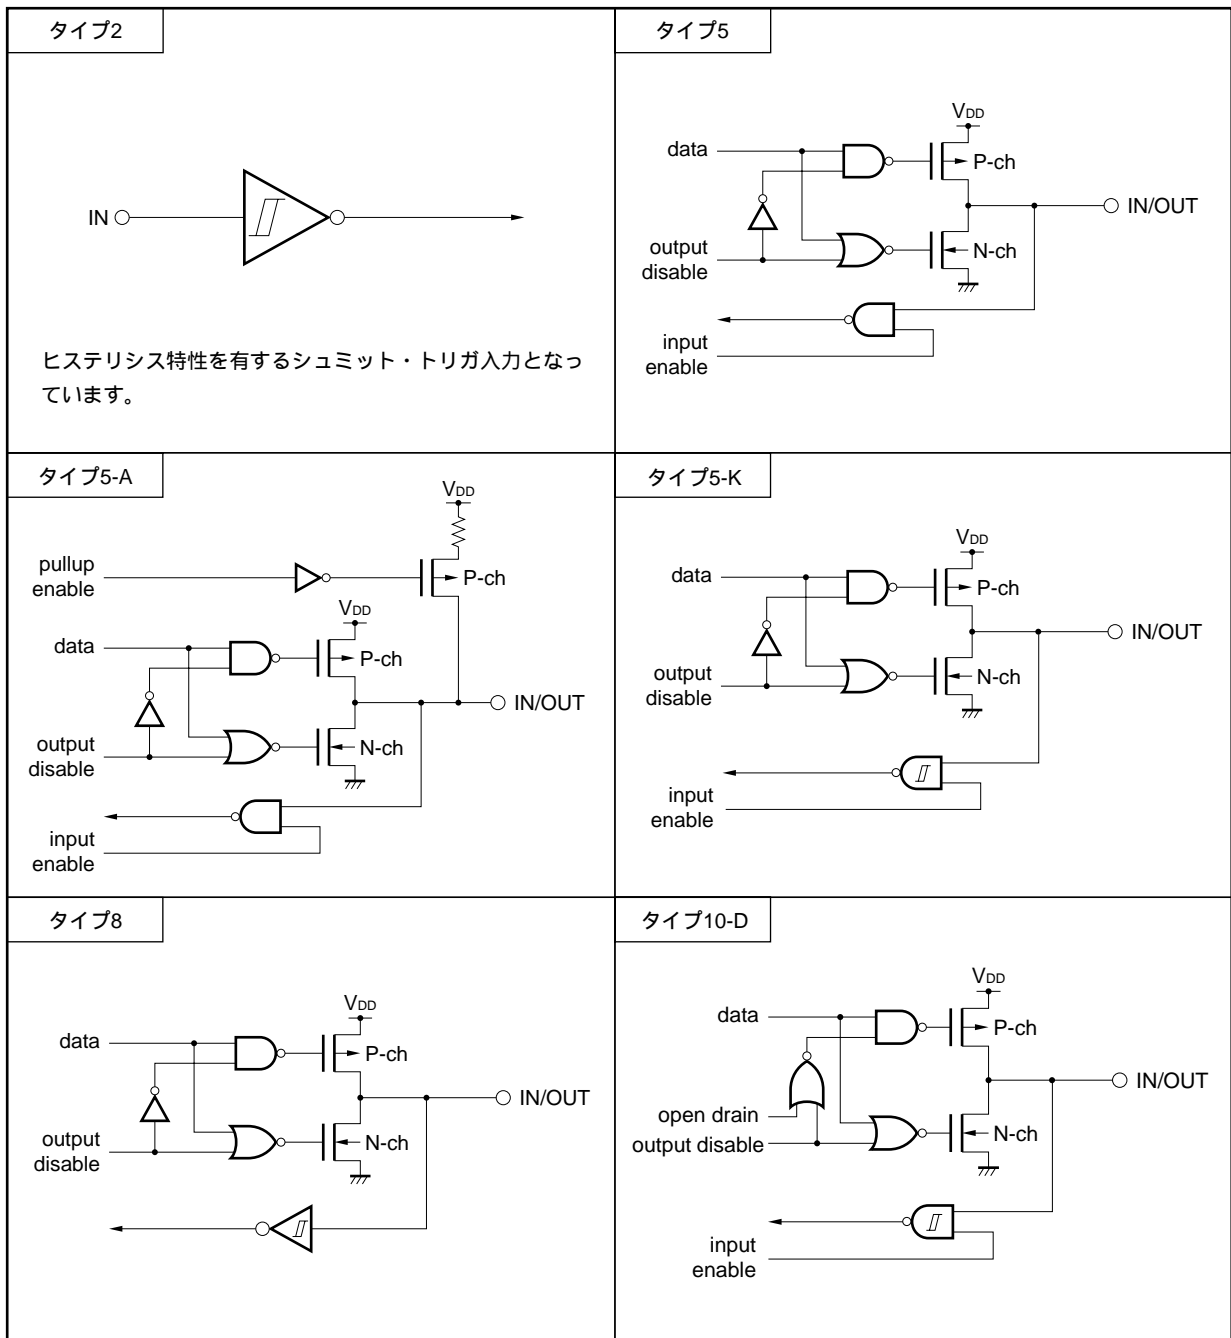 タイプ2
IN
ヒステリシス特性を有するシュミット・トリガ入力となっ
ています。
タイプ5
VDD
data
P-ch
IN/OUT
output
disable
N-ch
input
enable
タイプ5-A
VDD
pullup
enable
P-ch
VDD
data
P-ch
IN/OUT
output
disable
N-ch
input
enable
タイプ5-K
VDD
data
P-ch
IN/OUT
output
disable
N-ch
input
enable
タイプ8
VDD
data
P-ch
IN/OUT
output
disable
N-ch
タイプ10-D
VDD
data
P-ch
IN/OUT
open drain
output disable
N-ch
input
enable